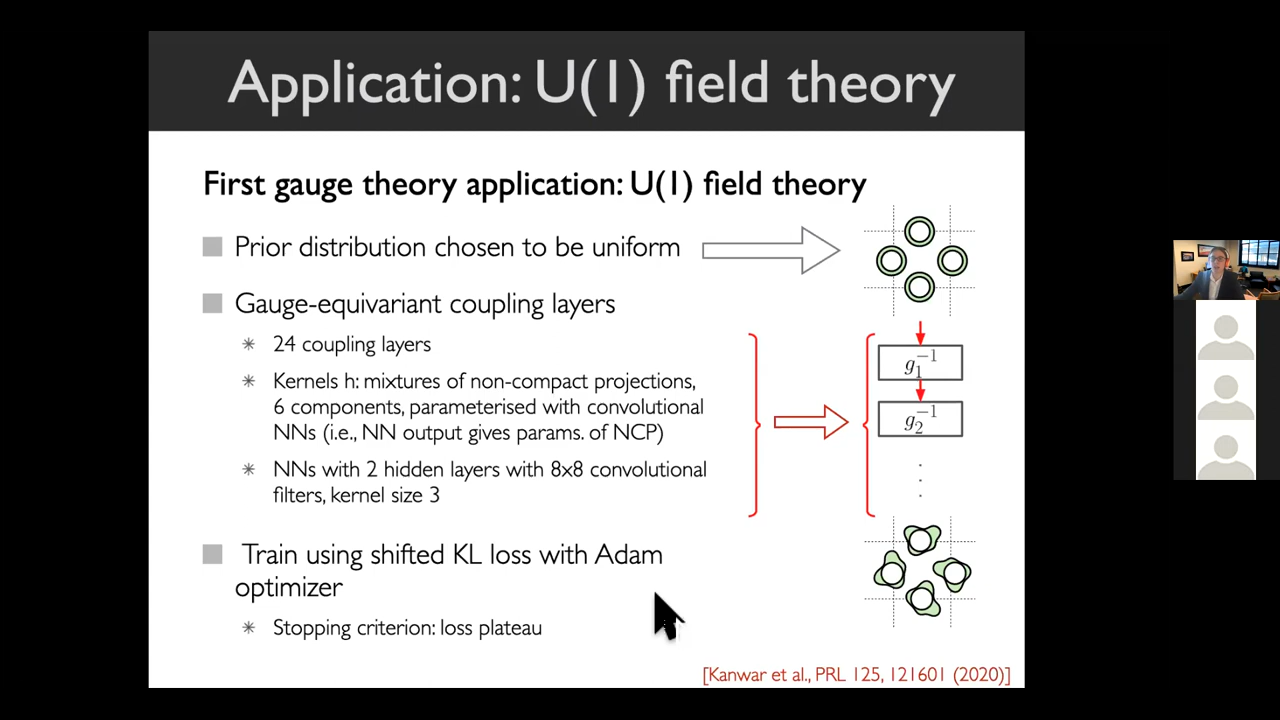 Application: U(1) field theory
First gauge theory application: U(1) field theory
Prior distribution chosen to be uniform
Gauge-equivariant coupling layers
24 coupling layers
Kernels h: mixtures of non-compact projections,
6 components, parameterised with convolutional
NNs (i.e., NN output gives params. of NCP)
NNs with 2 hidden layers with 8x8 convolutional
filters, kernel size 3
g₁⁻¹
g₂⁻¹
Train using shifted KL loss with Adam
optimizer
Stopping criterion: loss plateau
[Kanwar et al., PRL 125, 121601 (2020)]